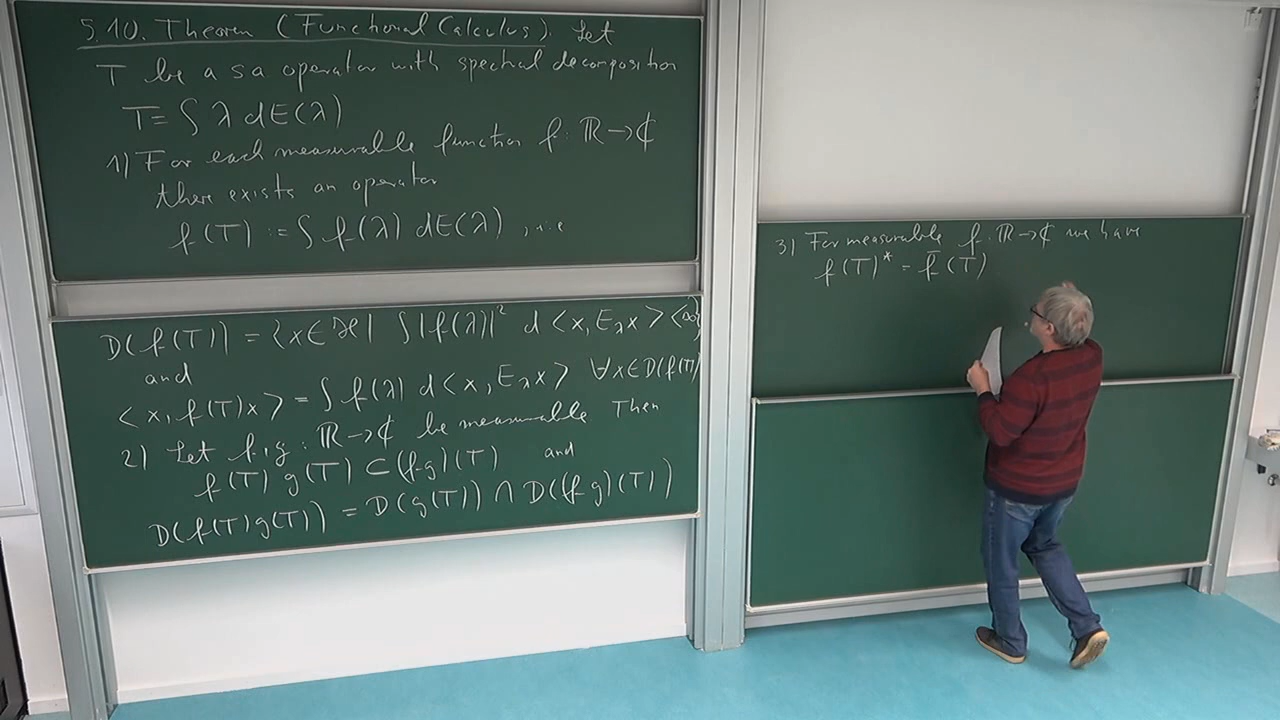 5.10. Theorem (Functional Calculus). Let
T be a sa operator with spectral decomposition
T = ∫ λ dE(λ)
1) For each measurable function f: ℝ→ℂ
there exists an operator
f(T) := ∫ f(λ) dE(λ), i.e
D(f(T)) = {x∈ℋ | ∫|f(λ)|² d<x, E_λ x> <∞}
and
<x, f(T)x> = ∫ f(λ) d<x, E_λ x> ∀x∈D(f(T))
2) Let f,g: ℝ→ℂ be measurable Then
f(T) g(T) ⊂ (f·g)(T) and
D(f(T)g(T)) = D(g(T)) ∩ D((f·g)(T))
3) For measurable f: ℝ→ℂ we have
f(T)* = f̄(T)